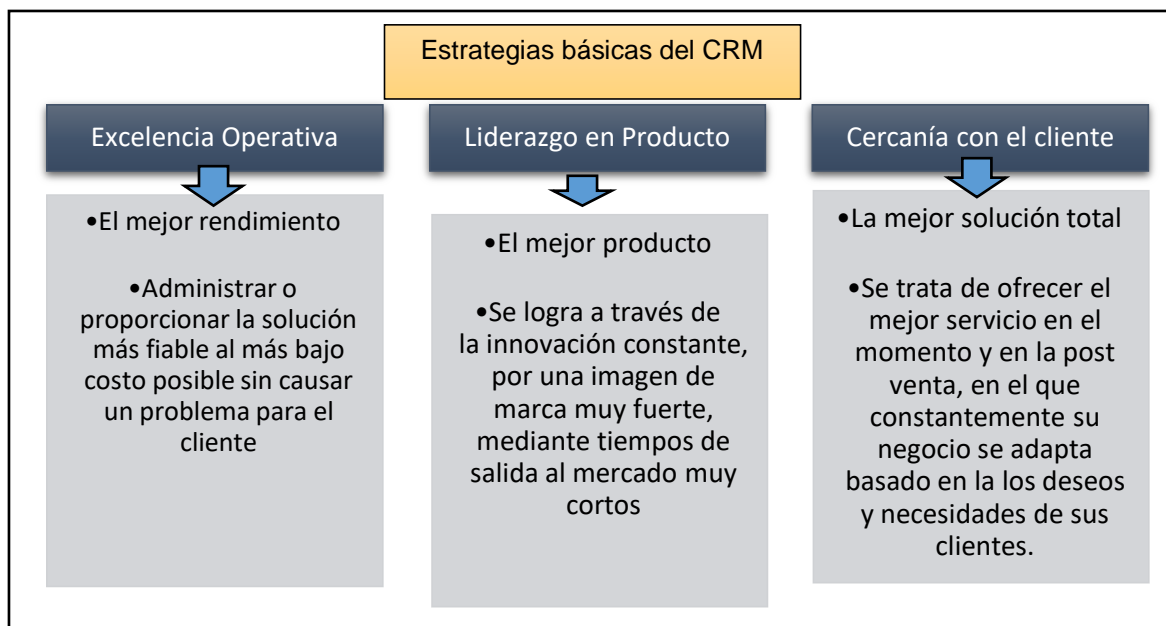 Estrategias básicas del CRM
Excelencia Operativa
•El mejor rendimiento
•Administrar o
proporcionar la solución
más fiable al más bajo
costo posible sin causar
un problema para el
cliente
Liderazgo en Producto
•El mejor producto
•Se logra a través de
la innovación constante,
por una imagen de
marca muy fuerte,
mediante tiempos de
salida al mercado muy
cortos
Cercanía con el cliente
•La mejor solución total
•Se trata de ofrecer el
mejor servicio en el
momento y en la post
venta, en el que
constantemente su
negocio se adapta
basado en la los deseos
y necesidades de sus
clientes.